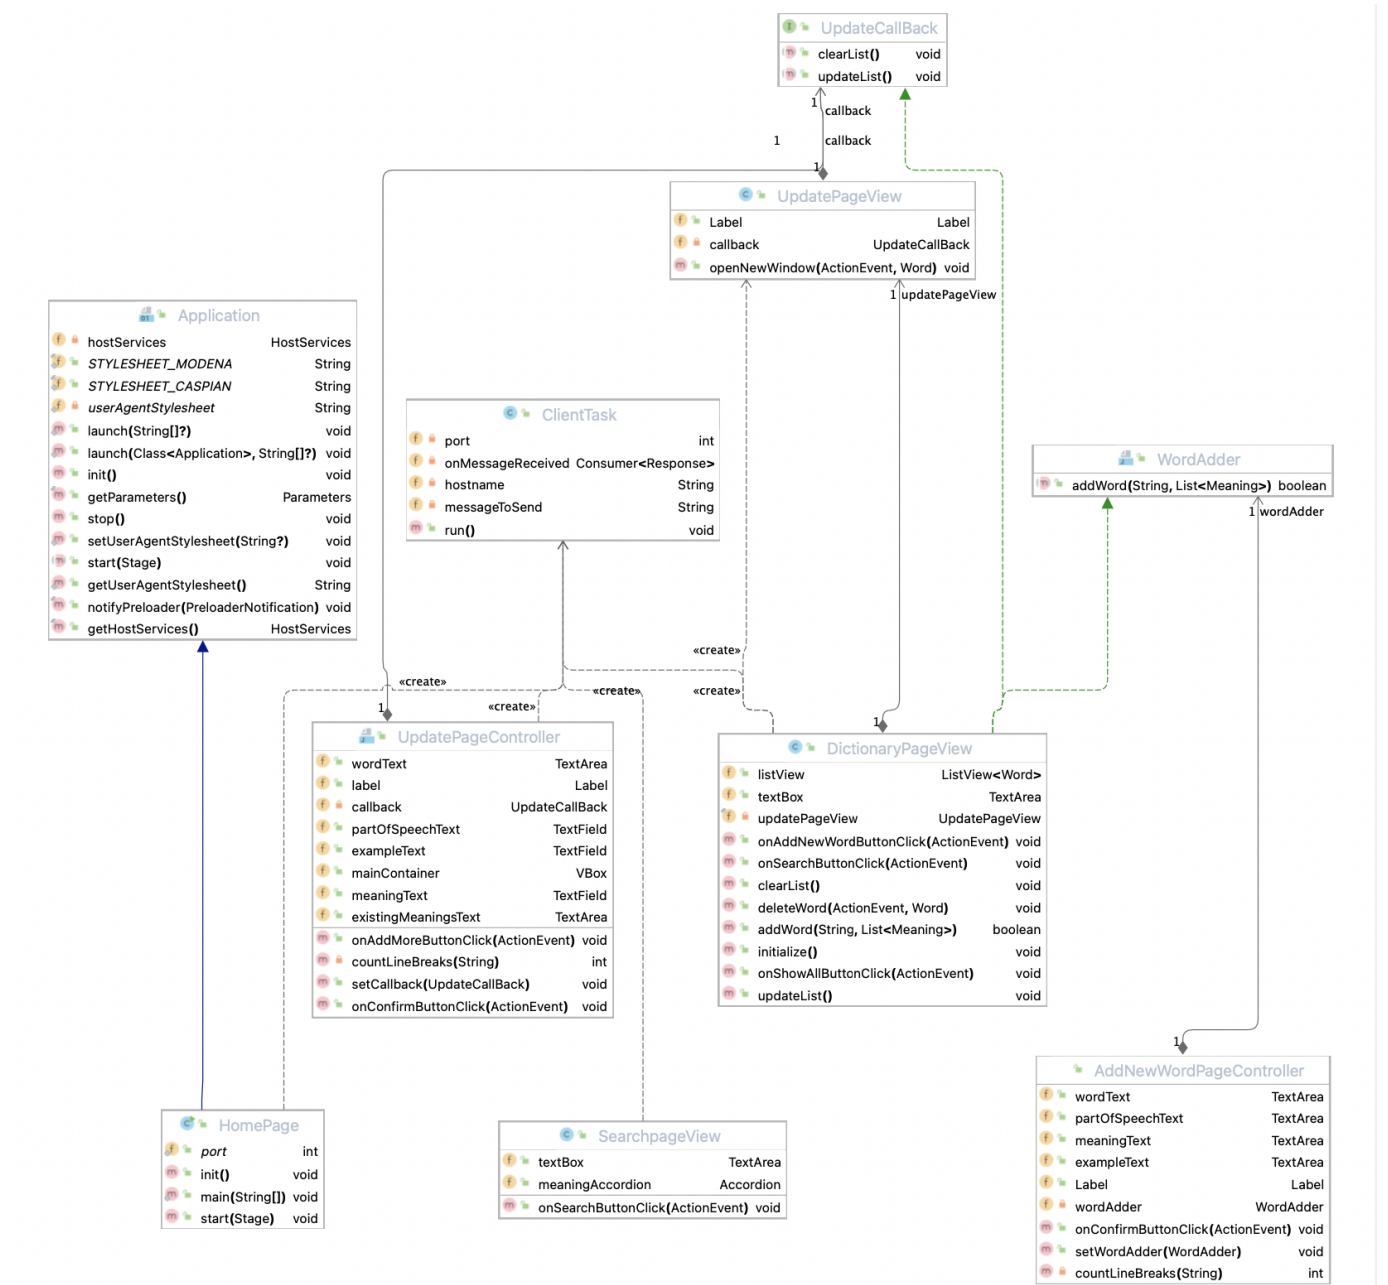 UpdateCallBack
clearList() void
updateList() void
1
callback
1 callback
1
UpdatePageView
Label Label
callback UpdateCallBack
openNewWindow(ActionEvent, Word) void
1 updatePageView
Application
hostServices HostServices
STYLESHEET_MODENA String
STYLESHEET_CASPIAN String
userAgentStylesheet String
launch(String[]?) void
launch(Class<Application>, String[]?) void
init() void
getParameters() Parameters
stop() void
setUserAgentStylesheet(String?) void
start(Stage) void
getUserAgentStylesheet() String
notifyPreloader(PreloaderNotification) void
getHostServices() HostServices
ClientTask
port int
onMessageReceived Consumer<Response>
hostname String
messageToSend String
run() void
WordAdder
addWord(String, List<Meaning>) boolean
1 wordAdder
«create»
«create»
«create»
«create»
«create»
1
UpdatePageController
wordText TextArea
label Label
callback UpdateCallBack
partOfSpeechText TextField
exampleText TextField
mainContainer VBox
meaningText TextField
existingMeaningsText TextArea
onAddMoreButtonClick(ActionEvent) void
countLineBreaks(String) int
setCallback(UpdateCallBack) void
onConfirmButtonClick(ActionEvent) void
1
DictionaryPageView
listView ListView<Word>
textBox TextArea
updatePageView UpdatePageView
onAddNewWordButtonClick(ActionEvent) void
onSearchButtonClick(ActionEvent) void
clearList() void
deleteWord(ActionEvent, Word) void
addWord(String, List<Meaning>) boolean
initialize() void
onShowAllButtonClick(ActionEvent) void
updateList() void
1
AddNewWordPageController
wordText TextArea
partOfSpeechText TextArea
meaningText TextArea
exampleText TextArea
Label Label
wordAdder WordAdder
onConfirmButtonClick(ActionEvent) void
setWordAdder(WordAdder) void
countLineBreaks(String) int
HomePage
port int
init() void
main(String[]) void
start(Stage) void
SearchpageView
textBox TextArea
meaningAccordion Accordion
onSearchButtonClick(ActionEvent) void